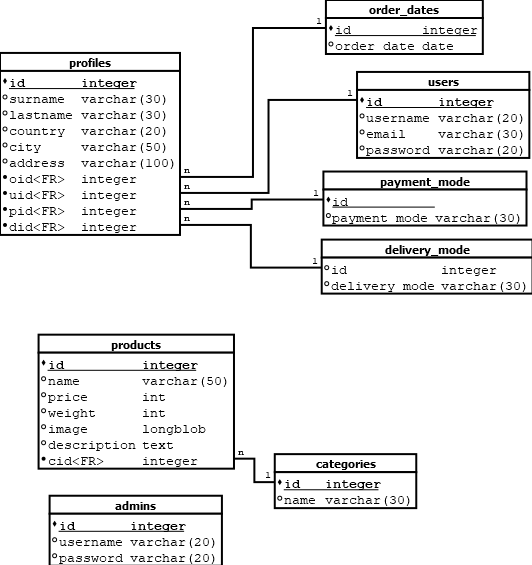 order_dates
id integer
order date date
1
profiles
id integer
surname varchar(30)
lastname varchar(30)
country varchar(20)
city varchar(50)
address varchar(100)
oid<FR> integer
uid<FR> integer
pid<FR> integer
did<FR> integer
n
n
n
n
1
users
id integer
username varchar(20)
email varchar(30)
password varchar(20)
1
payment_mode
id
payment mode varchar(30)
1
delivery_mode
id integer
delivery mode varchar(30)
products
id integer
name varchar(50)
price int
weight int
image longblob
description text
cid<FR> integer
n
1
categories
id integer
name varchar(30)
admins
id integer
username varchar(20)
password varchar(20)